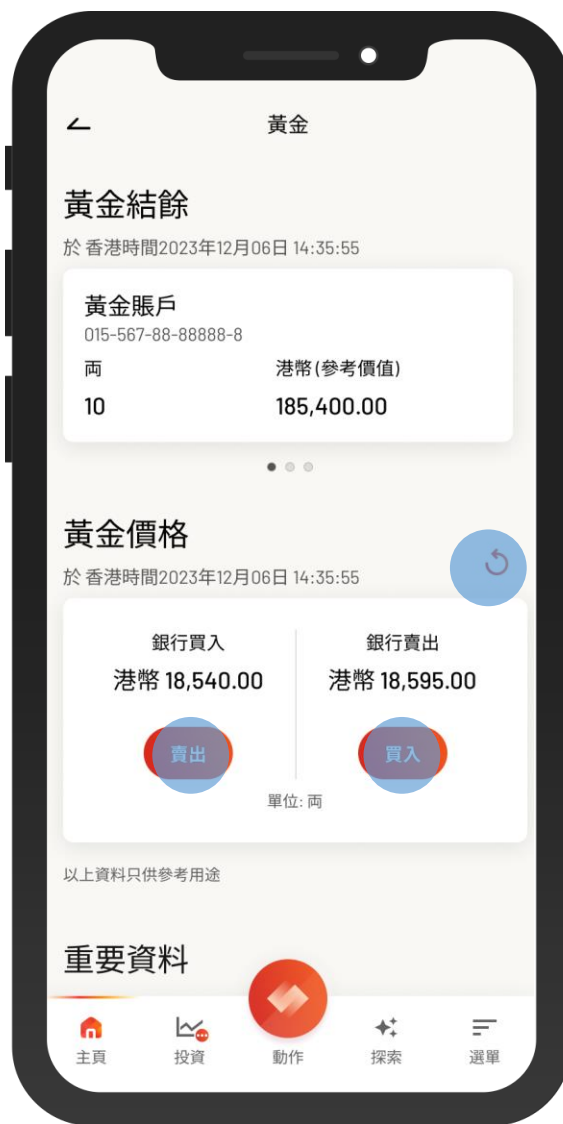 黃金
黃金結餘
於 香港時間2023年12月06日 14:35:55
黃金賬戶
015-567-88-88888-8
両 港幣(參考價值)
10 185,400.00
黃金價格
於 香港時間2023年12月06日 14:35:55
銀行買入 銀行賣出
港幣 18,540.00 港幣 18,595.00
賣出 買入
單位: 両
以上資料只供參考用途
重要資料
主頁 投資 動作 探索 選單